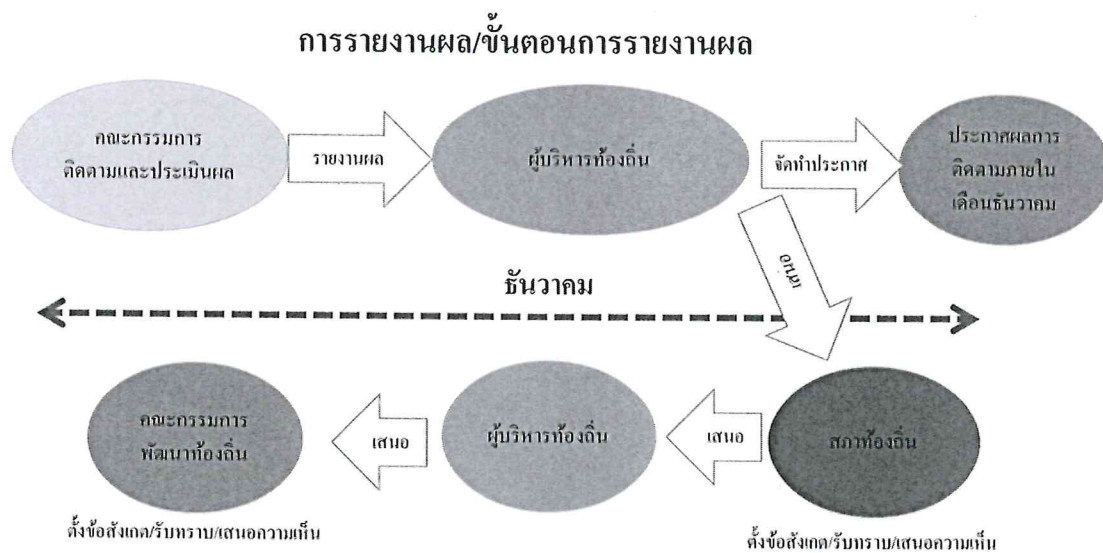 การรายงานผล/ขั้นตอนการรายงานผล
คณะกรรมการ
ติดตามและประเมินผล
รายงานผล
ผู้บริหารท้องถิ่น
จัดทำประกาศ
ประกาศผลการ
ติดตามภายใน
เดือนธันวาคม
เสนอ
ธันวาคม
คณะกรรมการ
พัฒนาท้องถิ่น
เสนอ
ผู้บริหารท้องถิ่น
เสนอ
สภาท้องถิ่น
ตั้งข้อสังเกต/รับทราบ/เสนอความเห็น
ตั้งข้อสังเกต/รับทราบ/เสนอความเห็น